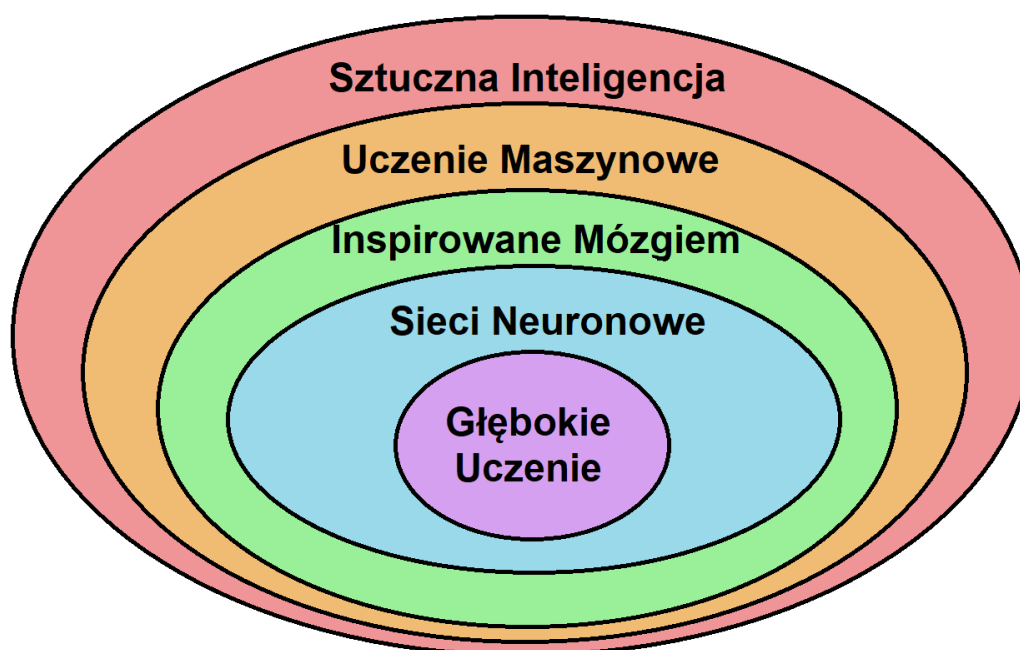 Sztuczna Inteligencja
Uczenie Maszynowe
Inspirowane Mózgiem
Sieci Neuronowe
Głębokie
Uczenie